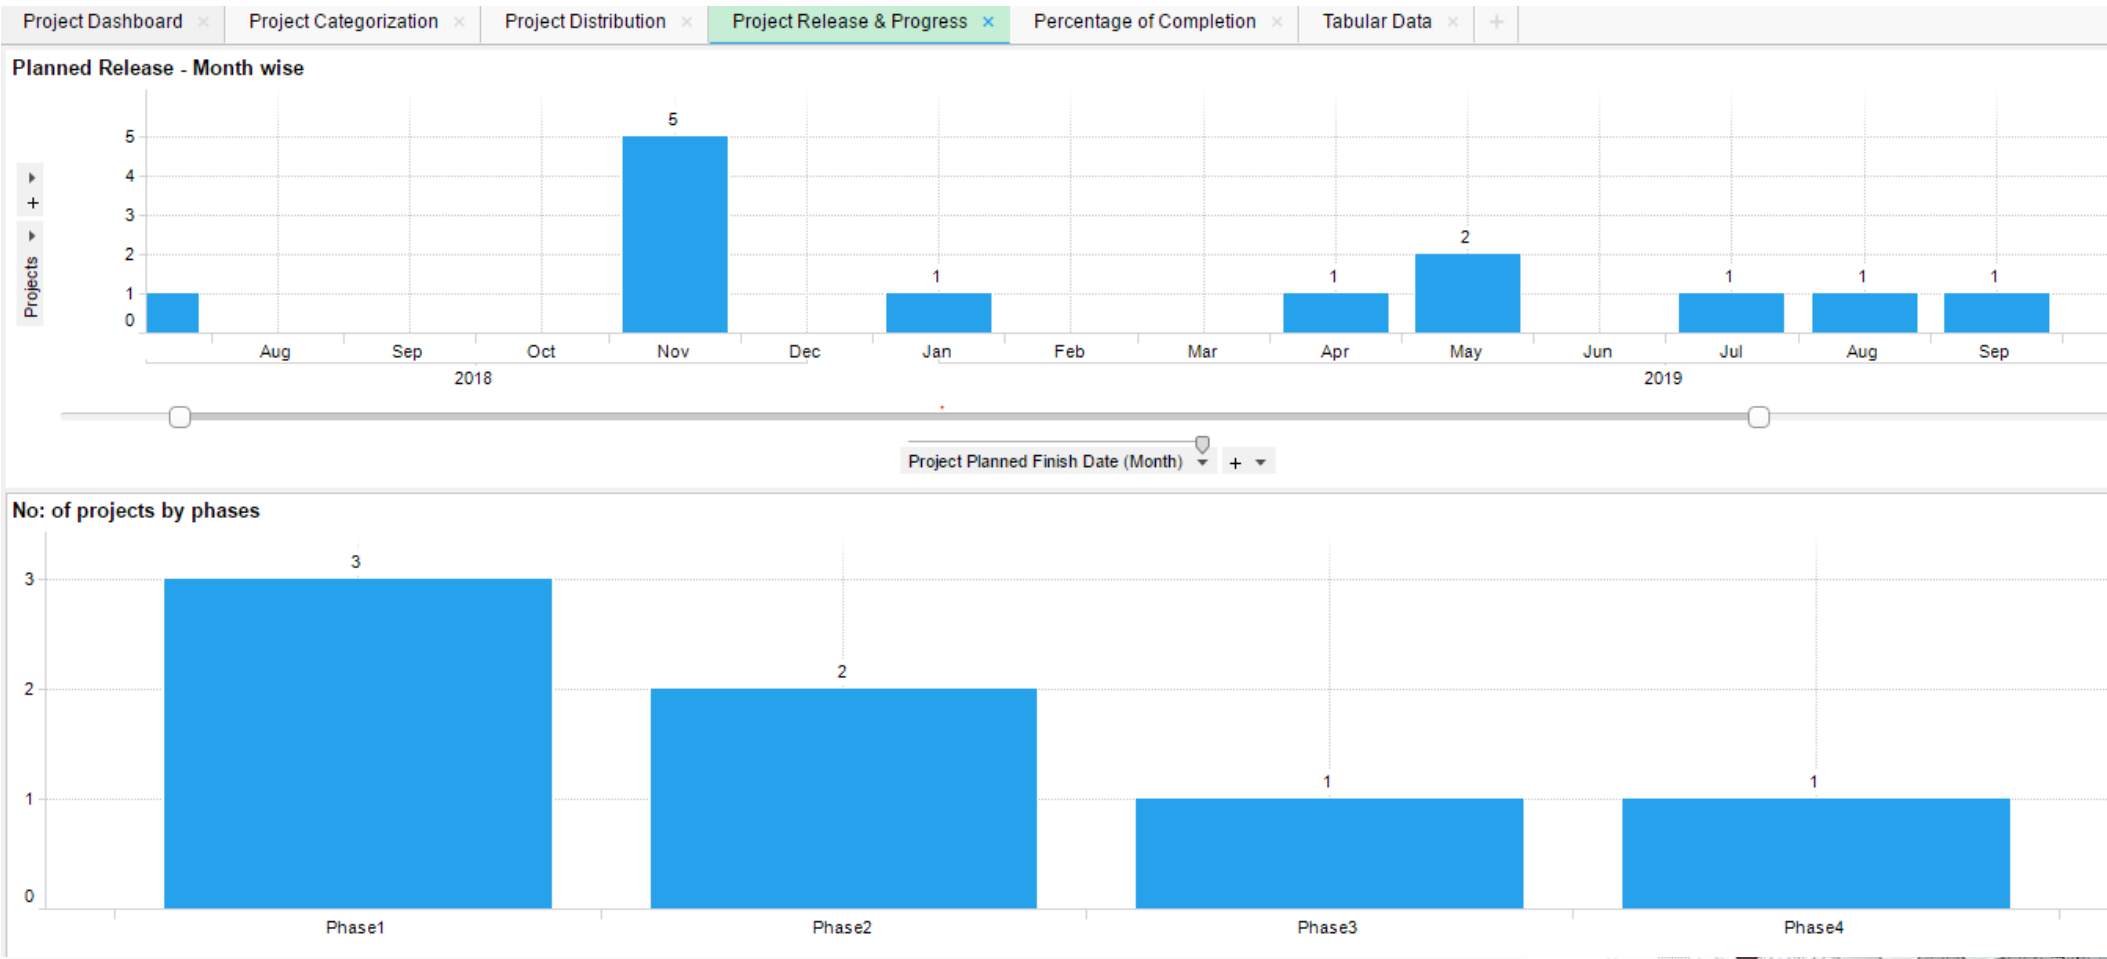 Project Dashboard × Project Categorization × Project Distribution × Project Release & Progress × Percentage of Completion × Tabular Data × +
Planned Release - Month wise
5
5
4
3
2
2
1 1 1 1 1
1
0
+
Projects
Aug Sep Oct Nov Dec Jan Feb Mar Apr May Jun Jul Aug Sep
2018 2019
Project Planned Finish Date (Month) +
No: of projects by phases
3
3
2
2
1 1
1
0
Phase1 Phase2 Phase3 Phase4